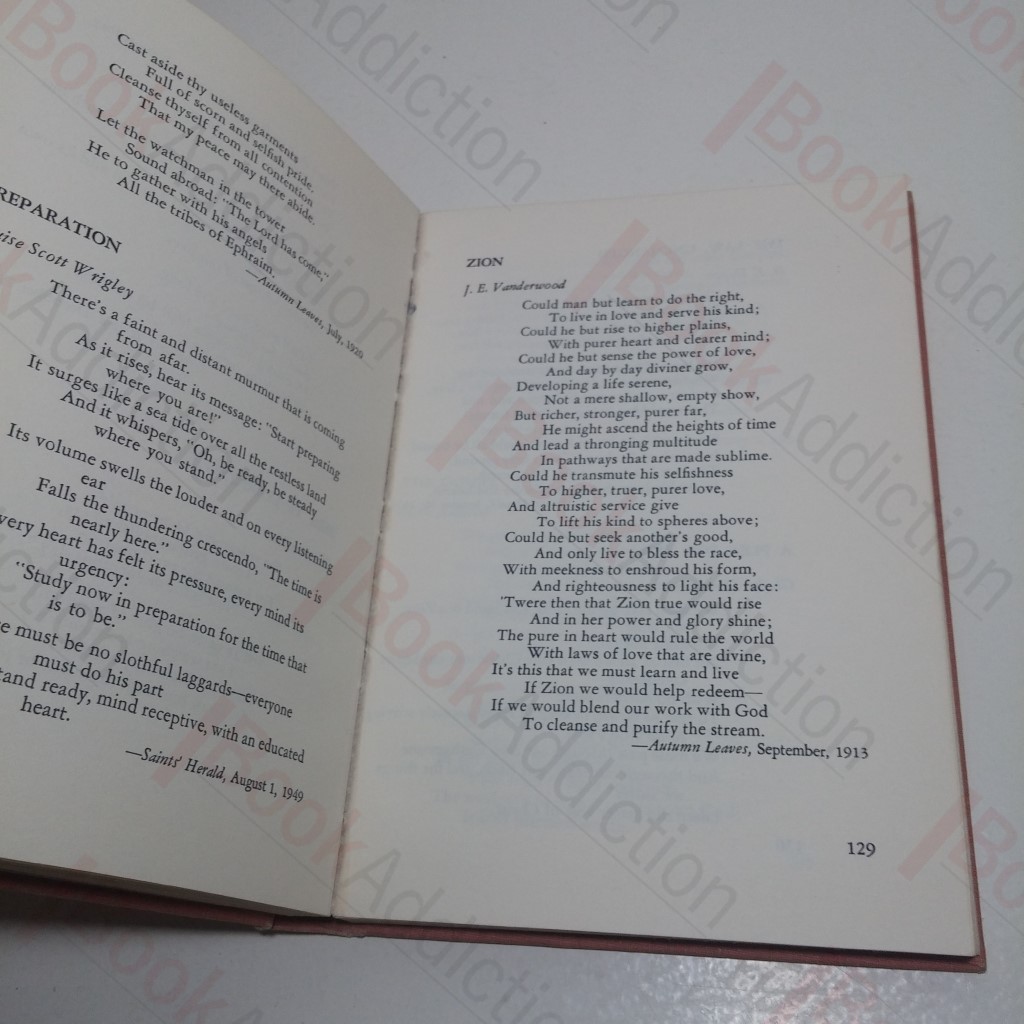 Cast aside thy useless garments
Full of scorn and selfish pride.
Cleanse thyself from all contention
That my peace may there abide.
Let the watchman in the tower
Sound abroad: "The Lord has come,"
He to gather with his angels
All the tribes of Ephraim.
—Autumn Leaves, July, 1920
REPARATION
ise Scott Wrigley
There's a faint and distant murmur that is coming
from afar.
As it rises, hear its message: "Start preparing
where you are!"
It surges like a sea tide over all the restless land
And it whispers, "Oh, be ready, be steady
where you stand."
Its volume swells the louder and on every listening
ear
Falls the thundering crescendo, "The time is
nearly here."
very heart has felt its pressure, every mind its
urgency:
"Study now in preparation for the time that
is to be."
e must be no slothful laggards—everyone
must do his part
tand ready, mind receptive, with an educated
heart.
—Saints' Herald, August 1, 1949
ZION
J. E. Vanderwood
Could man but learn to do the right,
To live in love and serve his kind;
Could he but rise to higher plains,
With purer heart and clearer mind;
Could he but sense the power of love,
And day by day diviner grow,
Developing a life serene,
Not a mere shallow, empty show,
But richer, stronger, purer far,
He might ascend the heights of time
And lead a thronging multitude
In pathways that are made sublime.
Could he transmute his selfishness
To higher, truer, purer love,
And altruistic service give
To lift his kind to spheres above;
Could he but seek another's good,
And only live to bless the race,
With meekness to enshroud his form,
And righteousness to light his face:
'Twere then that Zion true would rise
And in her power and glory shine;
The pure in heart would rule the world
With laws of love that are divine,
It's this that we must learn and live
If Zion we would help redeem—
If we would blend our work with God
To cleanse and purify the stream.
—Autumn Leaves, September, 1913
129
BookAddiction